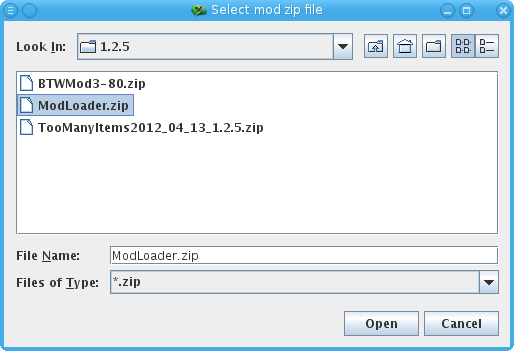 Select mod zip file
Look In: 1.2.5
BTWMod3-80.zip
ModLoader.zip
TooManyItems2012_04_13_1.2.5.zip
File Name: ModLoader.zip
Files of Type: *.zip
Open Cancel